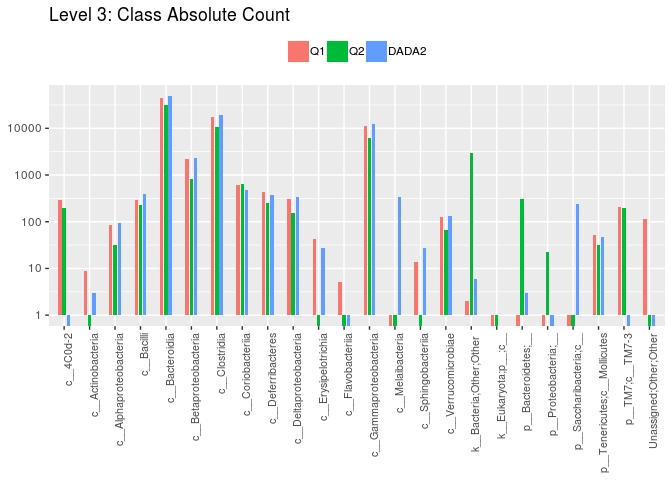 Level 3: Class Absolute Count
Q1 Q2 DADA2
10000
1000
100
10
1
c__4C0d-2
c__Actinobacteria
c__Alphaproteobacteria
c__Bacilli
c__Bacteroidia
c__Betaproteobacteria
c__Clostridia
c__Coriobacteriia
c__Deferribacteres
c__Deltaproteobacteria
c__Erysipelotrichia
c__Flavobacteriia
c__Gammaproteobacteria
c__Melaibacteria
c__Sphingobacteriia
c__Verrucomicrobiae
k__Bacteria;Other;Other
k__Eukaryota;p__;c__
p__Bacteroidetes;__
p__Proteobacteria;__
p__Saccharibacteria;c__
p__Tenericutes;c__Mollicutes
p__TM7;c__TM7-3
Unassigned;Other;Other